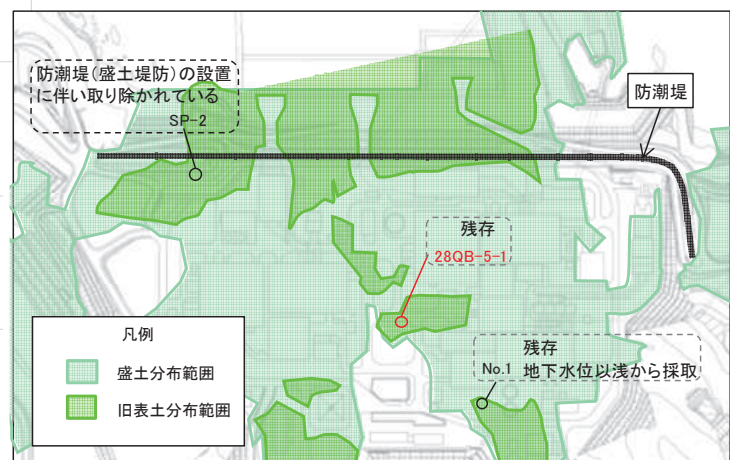 防潮堤(盛土堤防)の設置
に伴い取り除かれている
SP-2
防潮堤
残存
28QB-5-1
残存
No.1 地下水位以浅から採取
凡例
盛土分布範囲
旧表土分布範囲